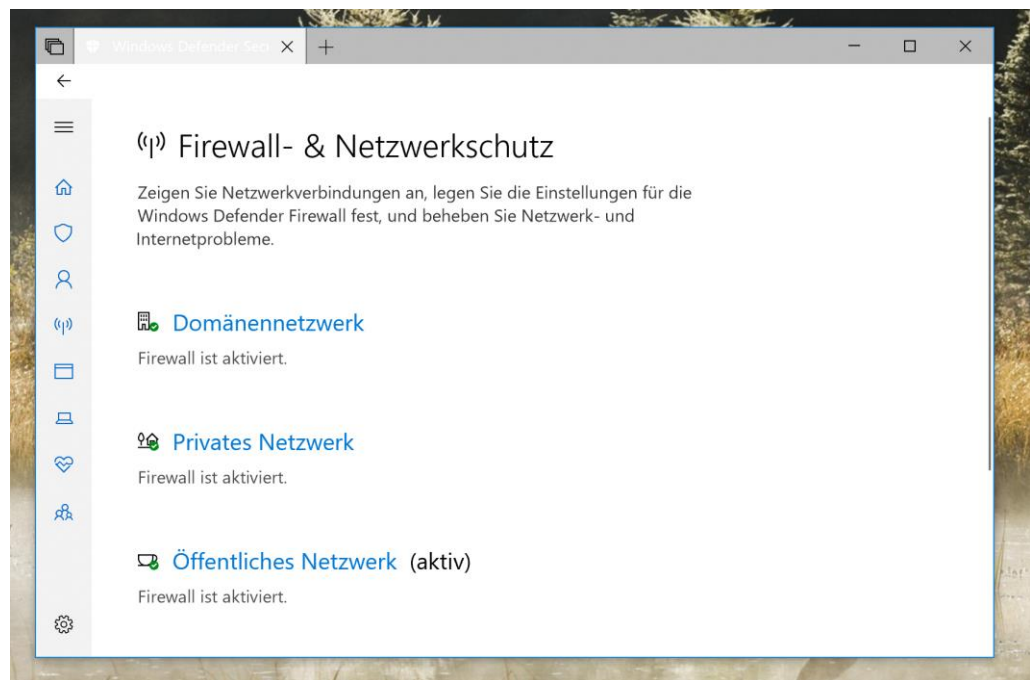 Windows Defender Secu
Firewall- & Netzwerkschutz
Zeigen Sie Netzwerkverbindungen an, legen Sie die Einstellungen für die
Windows Defender Firewall fest, und beheben Sie Netzwerk- und
Internetprobleme.
Domänennetzwerk
Firewall ist aktiviert.
Privates Netzwerk
Firewall ist aktiviert.
Öffentliches Netzwerk (aktiv)
Firewall ist aktiviert.